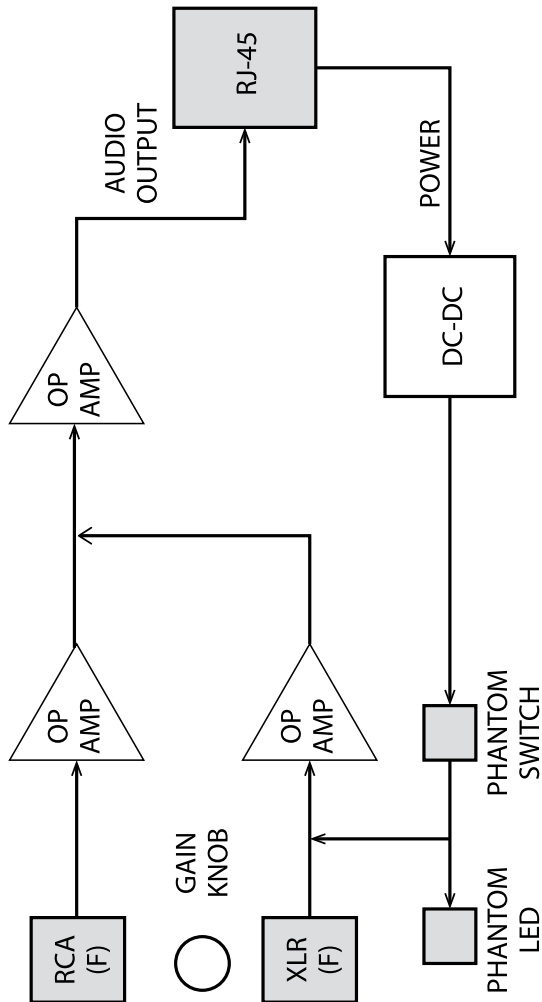 RCA
(F)
OP
AMP
OP
AMP
AUDIO
OUTPUT
RJ-45
GAIN
KNOB
XLR
(F)
OP
AMP
POWER
DC-DC
PHANTOM
LED
PHANTOM
SWITCH